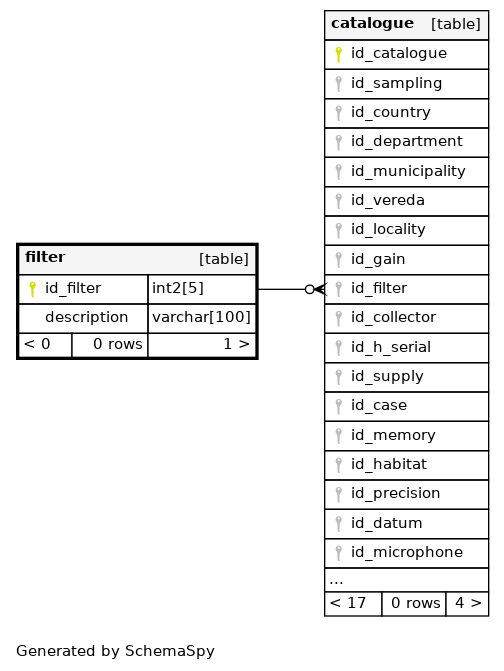 catalogue [table]
id_catalogue
id_sampling
id_country
id_department
id_municipality
id_vereda
id_locality
id_gain
id_filter
id_collector
id_h_serial
id_supply
id_case
id_memory
id_habitat
id_precision
id_datum
id_microphone
...
< 17 0 rows 4 >
filter [table]
id_filter int2[5]
description varchar[100]
< 0 0 rows 1 >
Generated by SchemaSpy